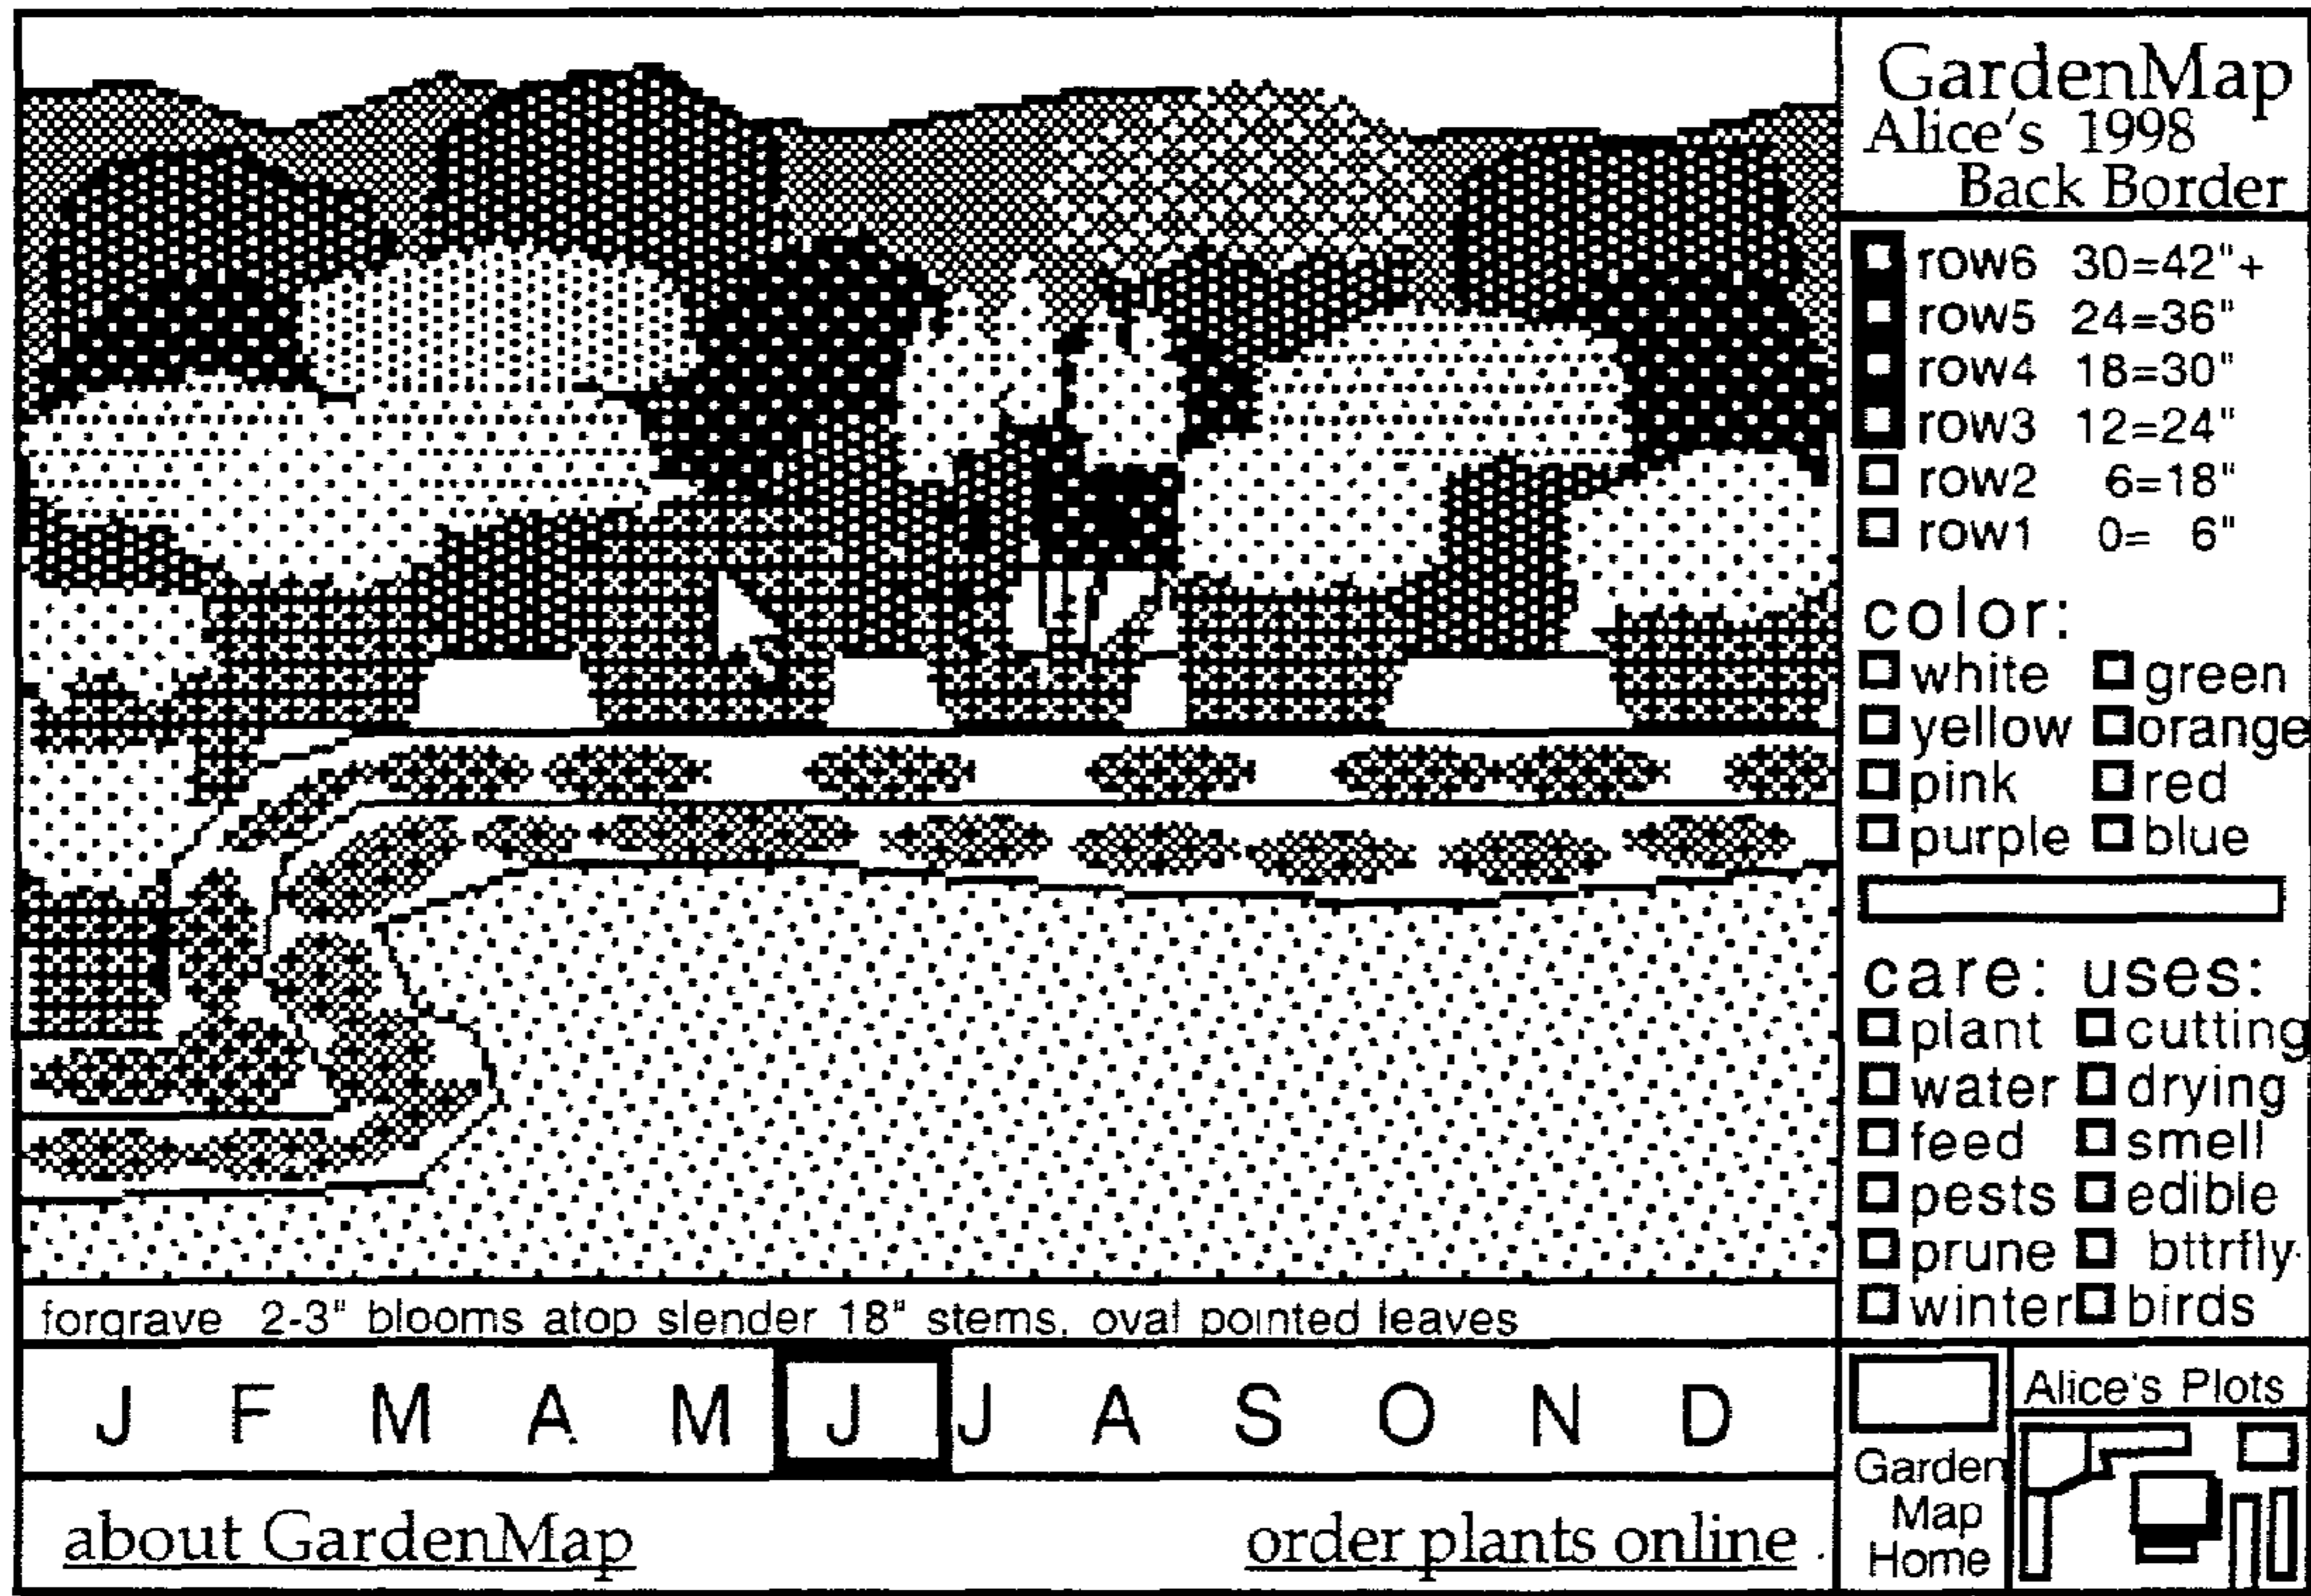 GardenMap
Alice's 1998
Back Border
row6 30=42"+
row5 24=36"
row4 18=30"
row3 12=24"
row2 6=18"
row1 0= 6"
color:
white green
yellow orange
pink red
purple blue
care: uses:
plant cutting
water drying
feed smell
pests edible
prune bttrfly
winter birds
forgrave 2-3" blooms atop slender 18" stems, oval pointed leaves
J F M A M J J A S O N D
about GardenMap order plants online
Garden
Map
Home
Alice's Plots